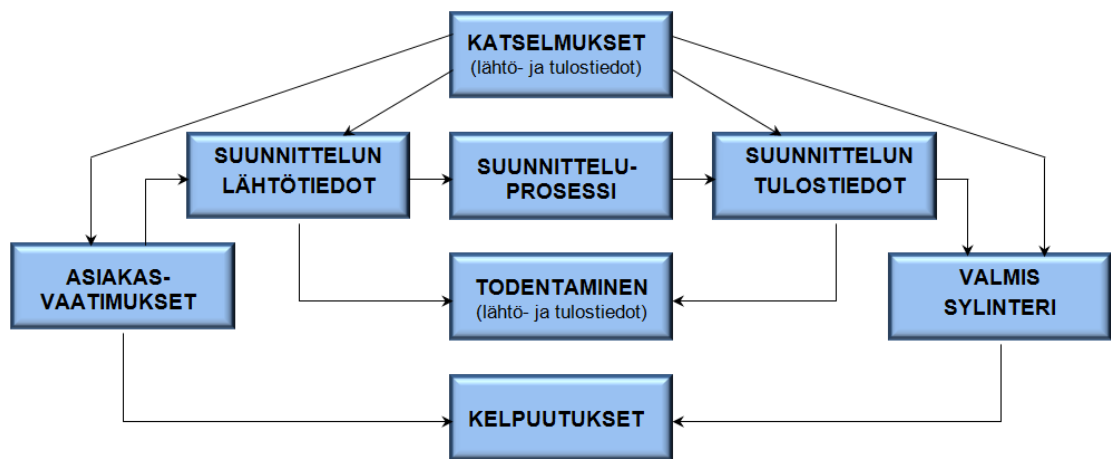 KATSELMUKSET
(lähtö- ja tulostiedot)
SUUNNITTELUN
LÄHTÖTIEDOT
SUUNNITTELU-
PROSESSI
SUUNNITTELUN
TULOSTIEDOT
ASIAKAS-
VAATIMUKSET
TODENTAMINEN
(lähtö- ja tulostiedot)
VALMIS
SYLINTERI
KELPUUTUKSET